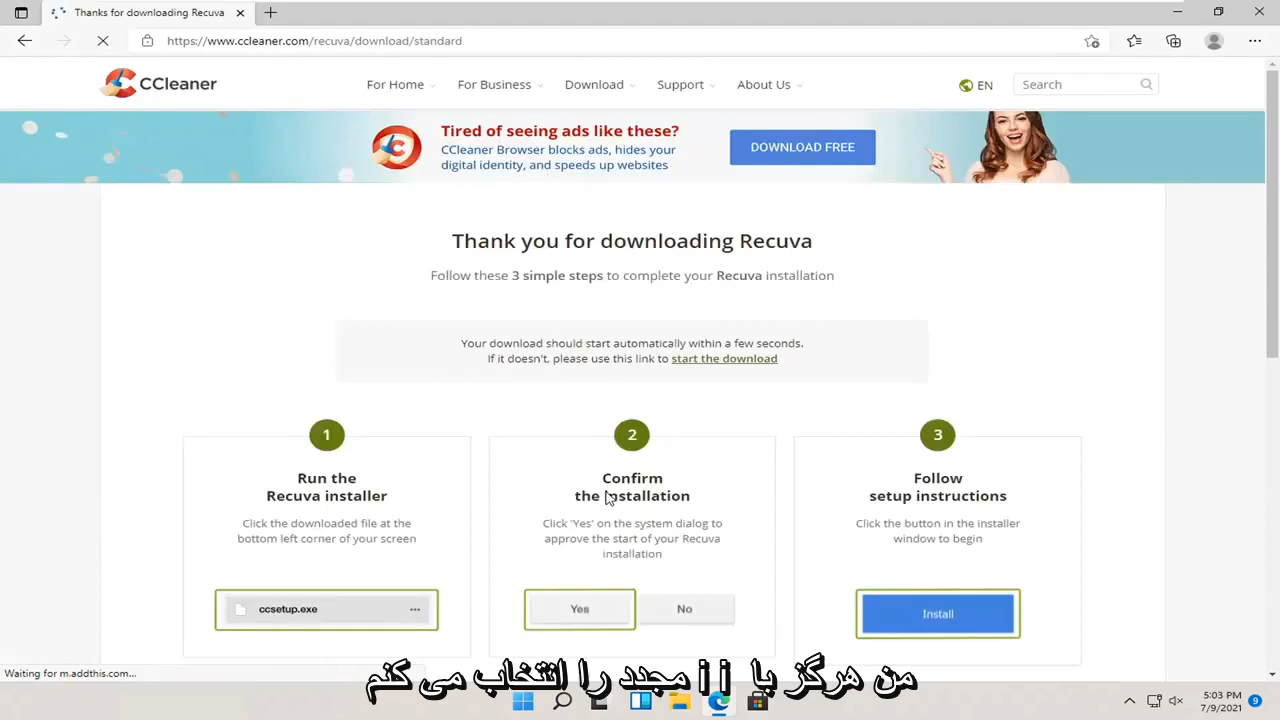 Thanks for downloading Recuva
https://www.ccleaner.com/recuva/download/standard
CCleaner
For Home
For Business
Download
Support
About Us
EN
Search
Tired of seeing ads like these?
CCleaner Browser blocks ads, hides your
digital identity, and speeds up websites
DOWNLOAD FREE
Thank you for downloading Recuva
Follow these 3 simple steps to complete your Recuva installation
Your download should start automatically within a few seconds.
If it doesn't, please use this link to start the download
1
Run the
Recuva installer
Click the downloaded file at the
bottom left corner of your screen
ccsetup.exe
2
Confirm
the installation
Click 'Yes' on the system dialog to
approve the start of your Recuva
installation
Yes
No
3
Follow
setup instructions
Click the button in the installer
window to begin
Install
Waiting for m.addthis.com...
من هرگز با j j مجدد را انتخاب می کنم
5:03 PM
7/9/2021
9